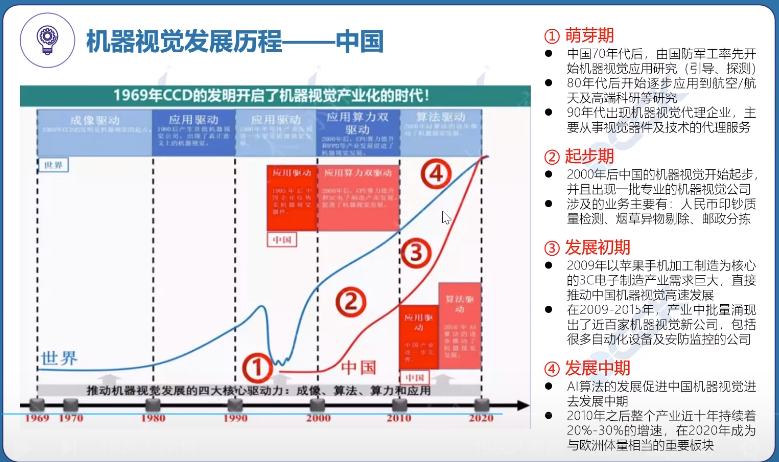 机器视觉发展历程——中国
1969年CCD的发明开启了机器视觉产业化的时代!
成像驱动
应用驱动
应用驱动
应用算力双
驱动
算法驱动
世界
应用驱动
应用算力双驱动
中国
①
②
③
④
应用驱
动
算法驱
动
中国
世界
中国
推动机器视觉发展的四大核心驱动力：成像、算法、算力和应用
1969 1970 1980 1990 2000 2010 2020
① 萌芽期
● 中国70年代后，由国防军工率先开
始机器视觉应用研究（引导、探测）
● 80年代后开始逐步应用到航空/航
天及高端科研等研究
● 90年代出现机器视觉代理企业，主
要从事视觉器件及技术的代理服务
② 起步期
● 2000年后中国的机器视觉开始起步，
并且出现一批专业的机器视觉公司
● 涉及的业务主要有：人民币印钞质
量检测、烟草异物剔除、邮政分拣
③ 发展初期
● 2009年以苹果手机加工制造为核心
的3C电子制造产业需求巨大，直接
推动中国机器视觉高速发展
● 在2009-2015年，产业中批量涌现
出了近百家机器视觉新公司，包括
很多自动化设备及安防监控的公司
④ 发展中期
● AI算法的发展促进中国机器视觉进
去发展中期
● 2010年之后整个产业近十年持续着
20%-30%的增速，在2020年成为
与欧洲体量相当的重要板块